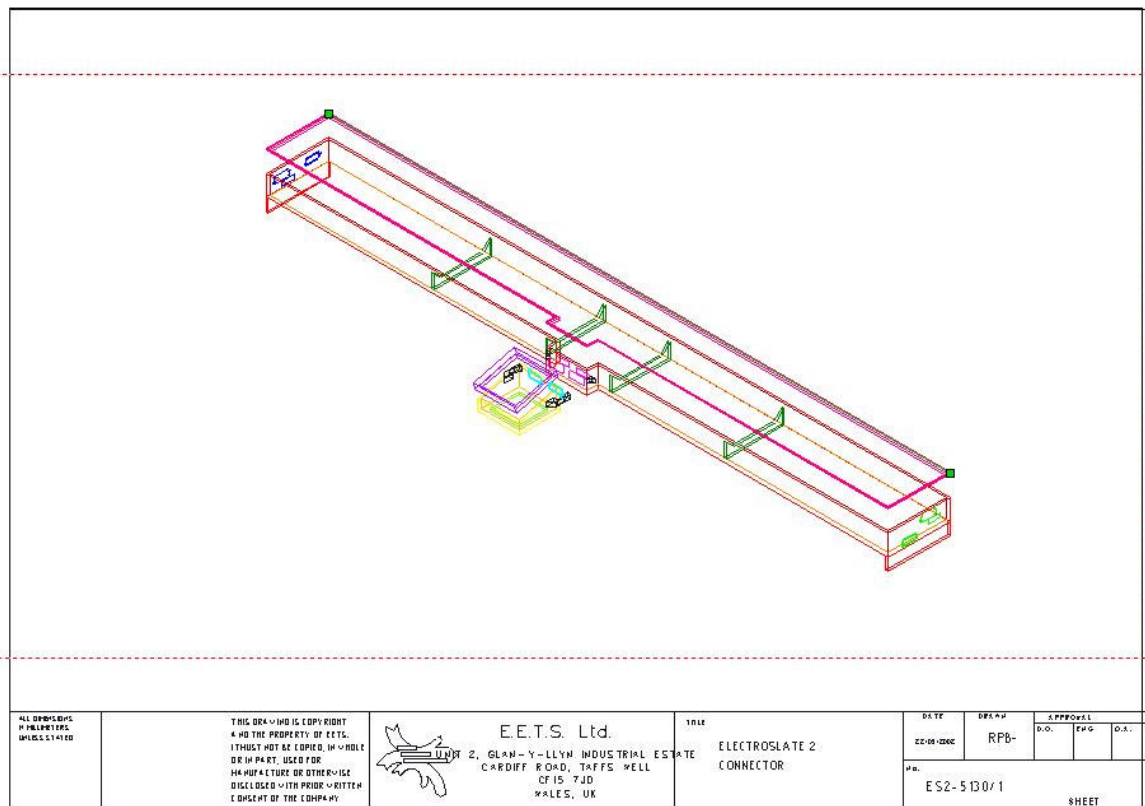 ALL DIMENSIONS
IN MILLIMETERS
UNLESS STATED
THIS DRAWING IS COPYRIGHT
AND THE PROPERTY OF EETS.
IT MUST NOT BE COPIED, IN WHOLE
OR IN PART, USED FOR
MANUFACTURE OR OTHERWISE
DISCLOSED WITH PRIOR WRITTEN
CONSENT OF THE COMPANY
E.E.T.S. Ltd.
UNIT 2, GLAN-Y-LLYN INDUSTRIAL ESTATE
CARDIFF ROAD, TAFFS WELL
CF15 7JD
WALES, UK
TITLE
ELECTROSLATE 2
CONNECTOR
DATE
DRAWN
RPB-
APPROVAL
D.O.
ENG
NO.
ES2-5130/1
SHEET